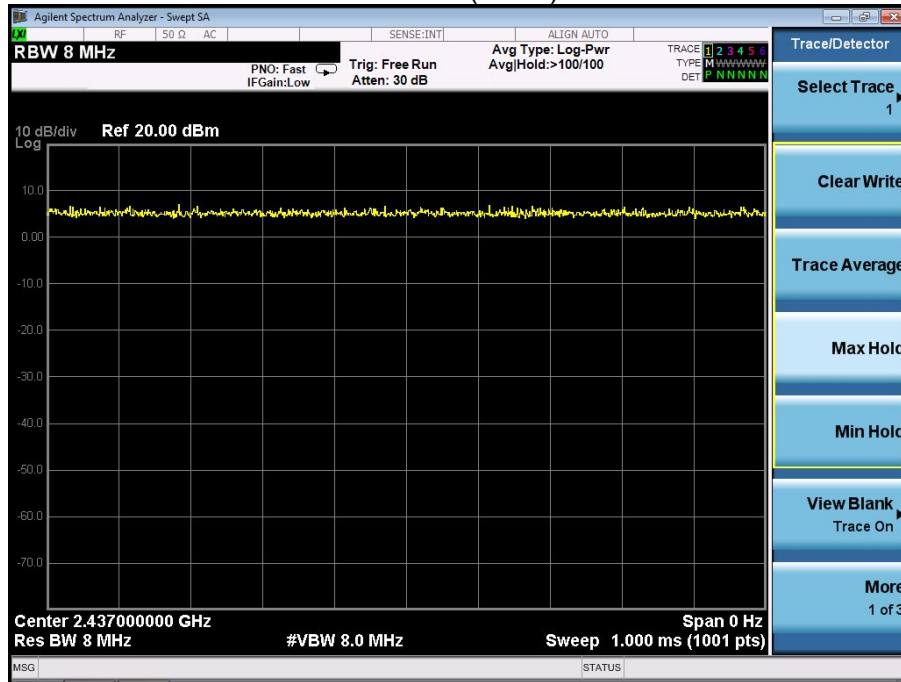 Agilent Spectrum Analyzer - Swept SA
LXI
RF
50 Ω
AC
SENSE:INT
ALIGN AUTO
RBW 8 MHz
PNO: Fast
IFGain:Low
Trig: Free Run
Atten: 30 dB
Avg Type: Log-Pwr
Avg|Hold:>100/100
TRACE 1 2 3 4 5 6
TYPE M WWWWW
DET P N N N N N
10 dB/div
Log
Ref 20.00 dBm
10.0
0.00
-10.0
-20.0
-30.0
-40.0
-50.0
-60.0
-70.0
Center 2.437000000 GHz
Span 0 Hz
Res BW 8 MHz
#VBW 8.0 MHz
Sweep 1.000 ms (1001 pts)
MSG
STATUS
Trace/Detector
Select Trace
1
Clear Write
Trace Average
Max Hold
Min Hold
View Blank
Trace On
More
1 of 3